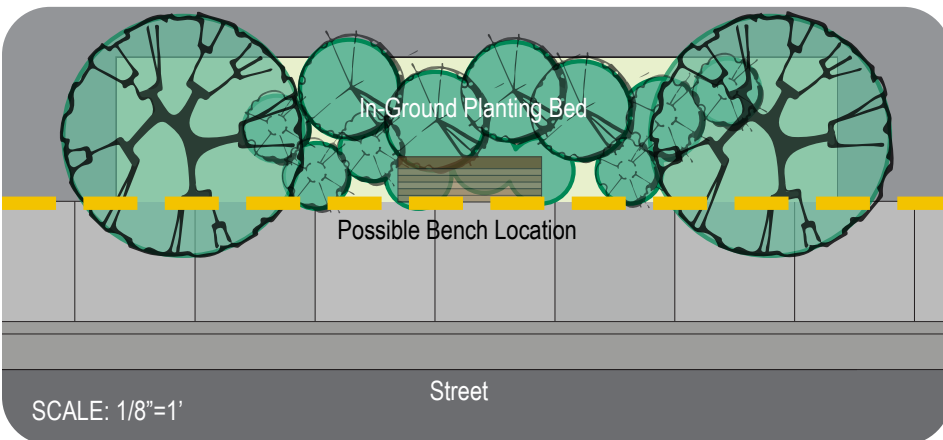 In-Ground Planting Bed
Possible Bench Location
Street
SCALE: 1/8”=1’